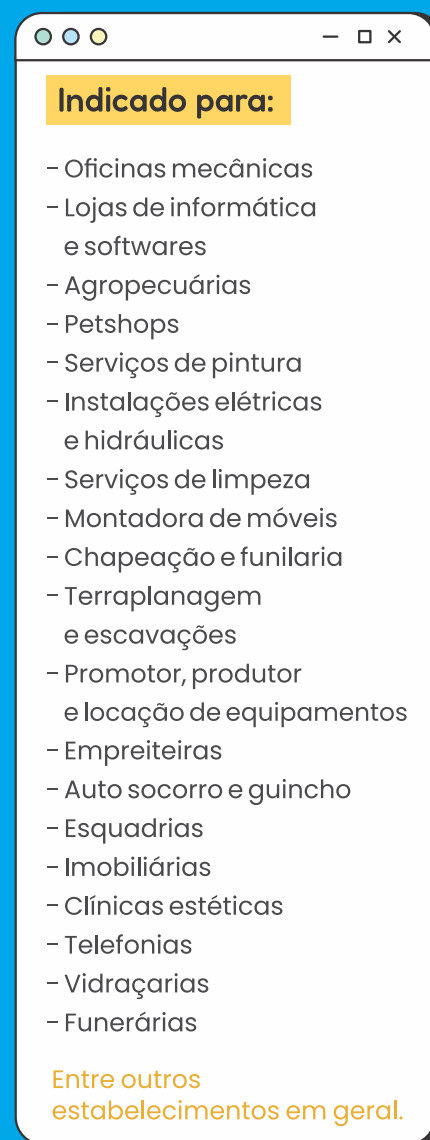 Indicado para:
- Oficinas mecânicas
- Lojas de informática
e softwares
- Agropecuárias
- Petshops
- Serviços de pintura
- Instalações elétricas
e hidráulicas
- Serviços de limpeza
- Montadora de móveis
- Chapeação e funilaria
- Terraplanagem
e escavações
- Promotor, produtor
e locação de equipamentos
- Empreiteiras
- Auto socorro e guincho
- Esquadrias
- Imobiliárias
- Clínicas estéticas
- Telefonias
- Vidraçarias
- Funerárias
Entre outros
estabelecimentos em geral.